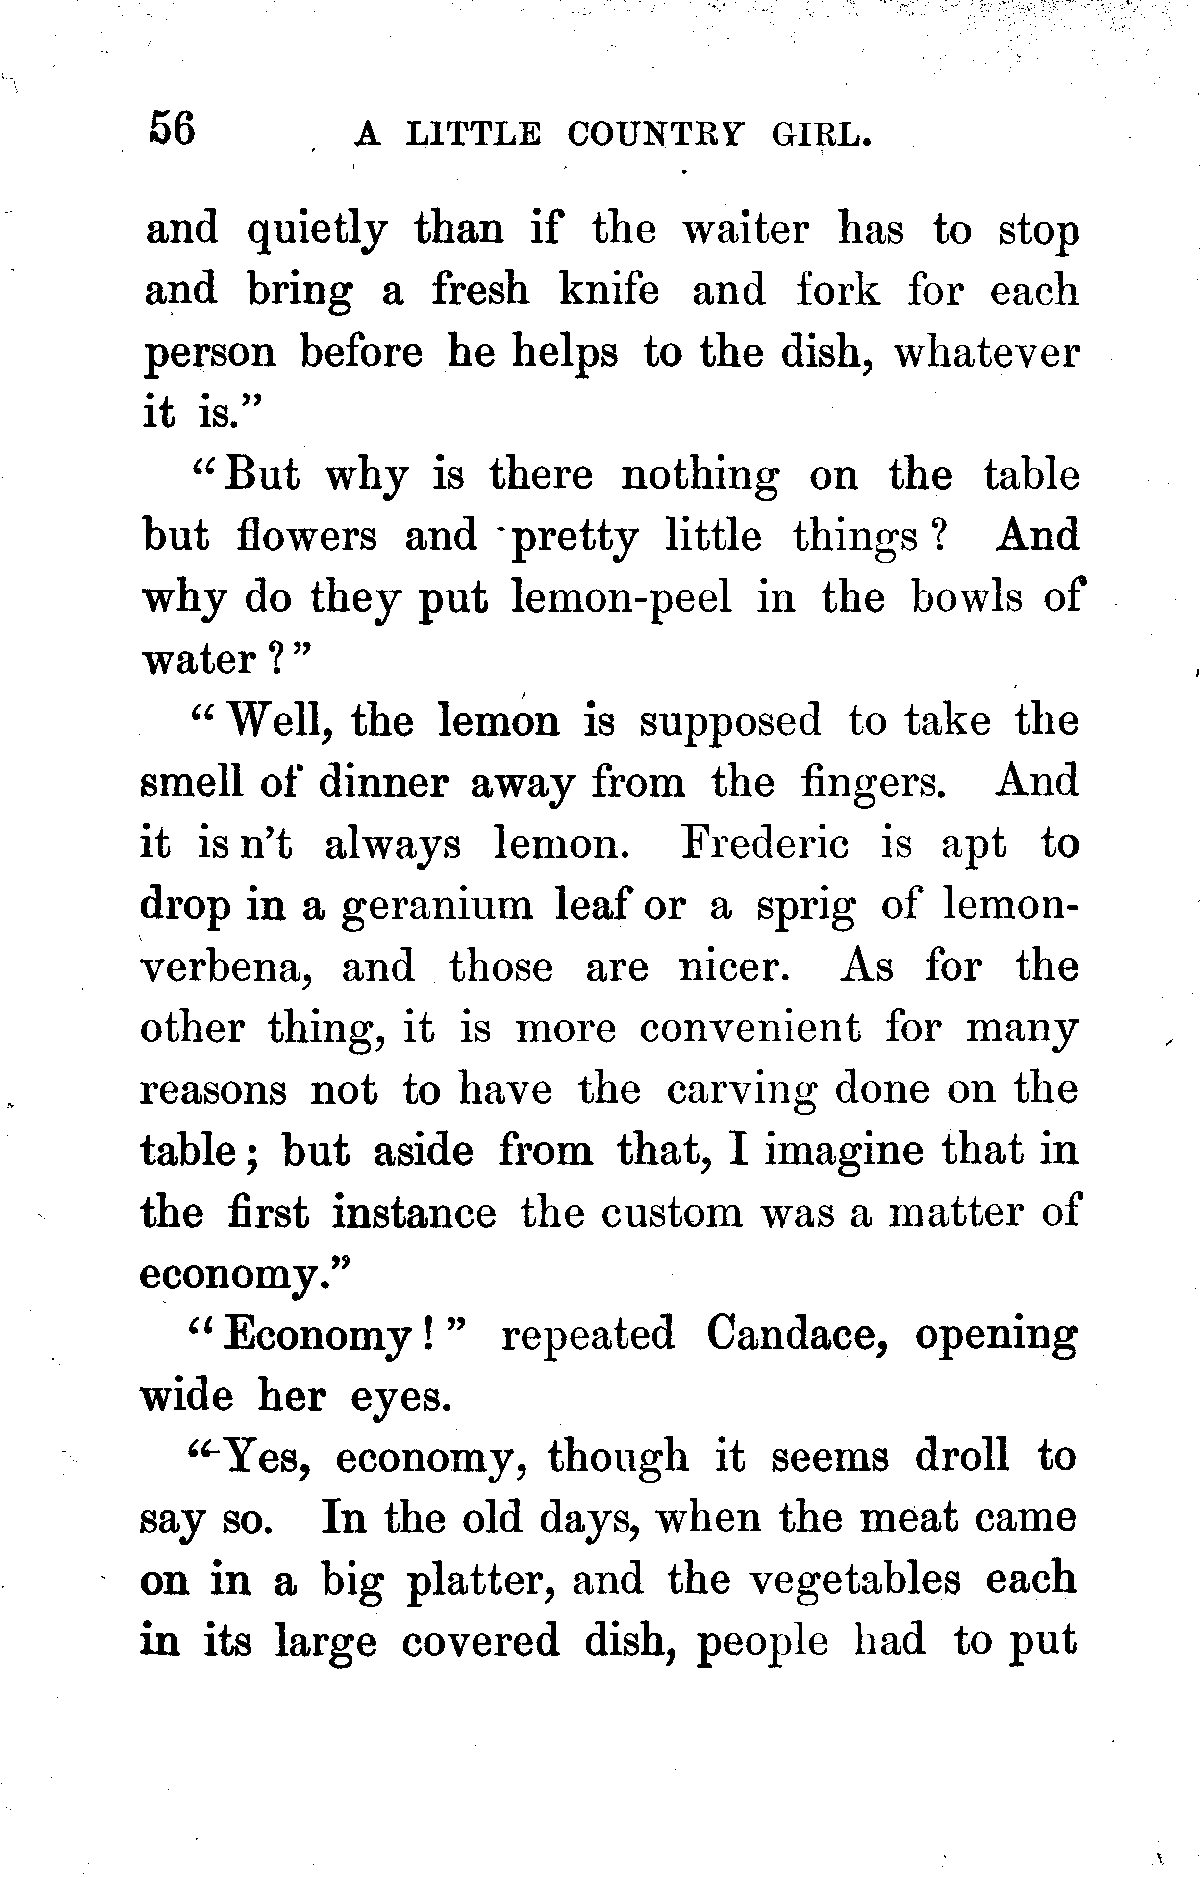 56 A LITTLE COUNTRY GIRL.
and quietly than if the waiter has to stop
and bring a fresh knife and fork for each
person before he helps to the dish, whatever
it is.”
“But why is there nothing on the table
but flowers and pretty little things? And
why do they put lemon-peel in the bowls of
water?”
“Well, the lemon is supposed to take the
smell of dinner away from the fingers. And
it is n’t always lemon. Frederic is apt to
drop in a geranium leaf or a sprig of lemon-
verbena, and those are nicer. As for the
other thing, it is more convenient for many
reasons not to have the carving done on the
table; but aside from that, I imagine that in
the first instance the custom was a matter of
economy.”
“Economy!” repeated Candace, opening
wide her eyes.
“Yes, economy, though it seems droll to
say so. In the old days, when the meat came
on in a big platter, and the vegetables each
in its large covered dish, people had to put